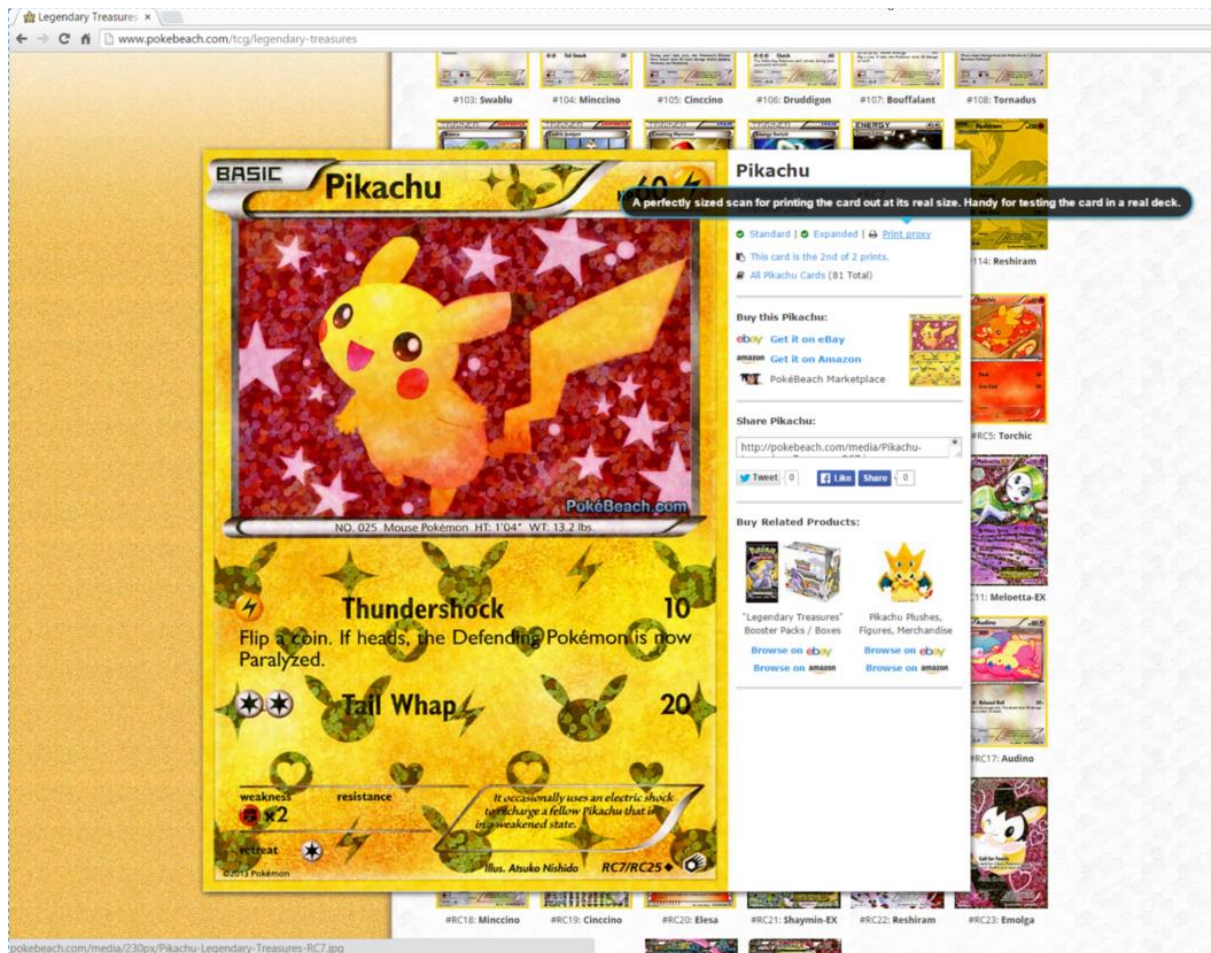 Legendary Treasures
www.pokebeach.com/tcg/legendary-treasures
#103: Swablu
#104: Minccino
#105: Cinccino
#106: Druddigon
#107: Bouffalant
#108: Tornadus
BASIC
Pikachu
60
NO. 025 Mouse Pokémon HT: 1'04" WT: 13.2 lbs.
PokéBeach.com
Thundershock 10
Flip a coin. If heads, the Defending Pokémon is now
Paralyzed.
Tail Whap 20
weakness
x2
resistance
retreat
It occasionally uses an electric shock
to recharge a fellow Pikachu that is
in a weakened state.
Illus. Atsuko Nishido RC7/RC25
©2013 Pokémon
Pikachu
A perfectly sized scan for printing the card out at its real size. Handy for testing the card in a real deck.
Standard | Expanded | Print proxy
This card is the 2nd of 2 prints.
All Pikachu Cards (81 Total)
Buy this Pikachu:
ebay Get it on eBay
amazon Get it on Amazon
PokéBeach Marketplace
Share Pikachu:
http://pokebeach.com/media/Pikachu-
Tweet 0
Like Share 0
Buy Related Products:
"Legendary Treasures"
Booster Packs / Boxes
Browse on ebay
Browse on amazon
Pikachu Plushes,
Figures, Merchandise
Browse on ebay
Browse on amazon
114: Reshiram
#RC5: Torchic
C11: Meloetta-EX
#RC17: Audino
#RC18: Minccino
#RC19: Cinccino
#RC20: Elesa
#RC21: Shaymin-EX
#RC22: Reshiram
#RC23: Emolga
pokebeach.com/media/230px/Pikachu-Legendary-Treasures-RC7.jpg